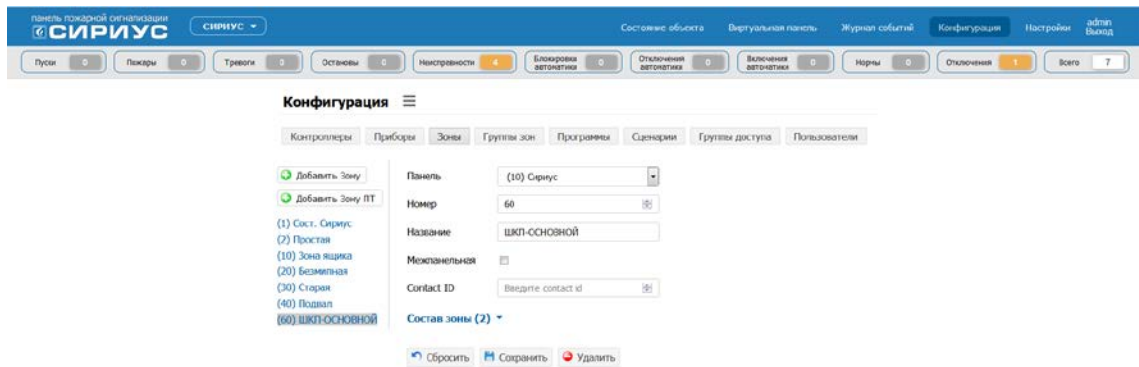 панель пожарной сигнализации
СИРИУС
СИРИУС
Состояние объекта Виртуальная панель Журнал событий Конфигурация Настройки admin
Выход
Пуски 0 Пожары 0 Тревоги 0 Остановы 0 Неисправности 4 Блокировка автоматики 0 Отключения автоматики 0 Включения автоматики 0 Нормы 0 Отключения 1 Всего 7
Конфигурация
Контроллеры Приборы Зоны Группы зон Программы Сценарии Группы доступа Пользователи
Добавить Зону
Добавить Зону ПТ
(1) Сост. Сириус
(2) Простая
(10) Зона ящика
(20) Безмипная
(30) Старая
(40) Подвал
(60) ШКП-ОСНОВНОЙ
Панель (10) Сириус
Номер 60
Название ШКП-ОСНОВНОЙ
Межпанельная
Contact ID Введите contact id
Состав зоны (2)
Сбросить Сохранить Удалить